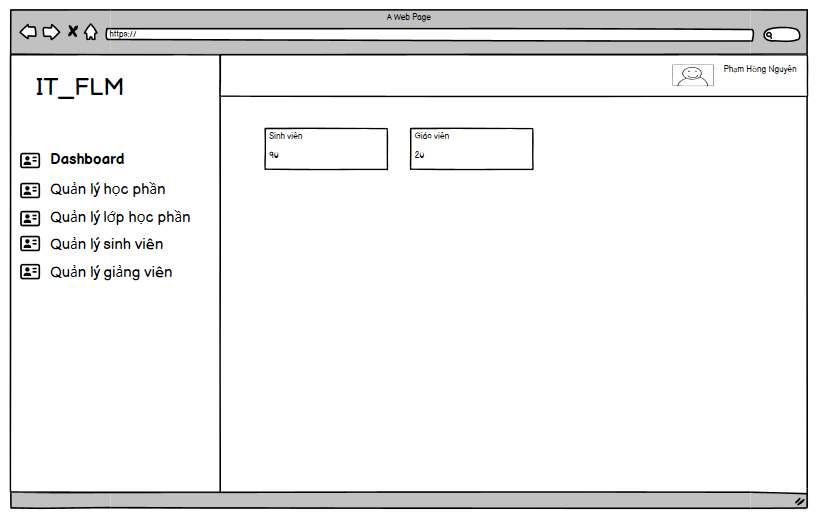 A Web Page
https://
IT_FLM
Phạm Hồng Nguyên
Dashboard
Quản lý học phần
Quản lý lớp học phần
Quản lý sinh viên
Quản lý giảng viên
Sinh viên
90
Giáo viên
20